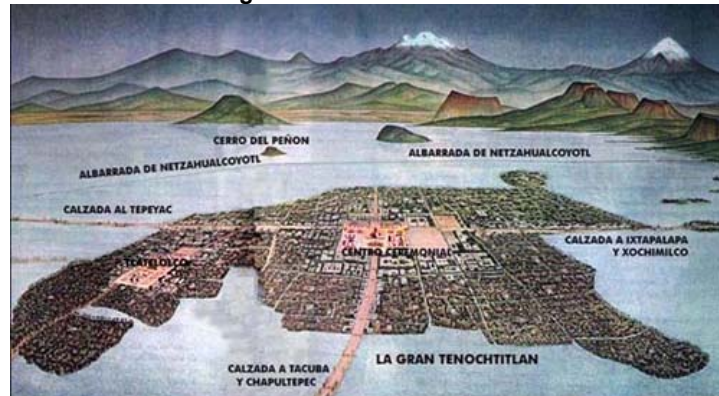 CERRO DEL PEÑON
ALBARRADA DE NETZAHUALCOYOTL
ALBARRADA DE NETZAHUALCOYOTL
CALZADA AL TEPEYAC
CALZADA A IXTAPALAPA
Y XOCHIMILCO
TLATELOLCO
CENTRO CEREMONIAL
LA GRAN TENOCHTITLAN
CALZADA A TACUBA
Y CHAPULTEPEC